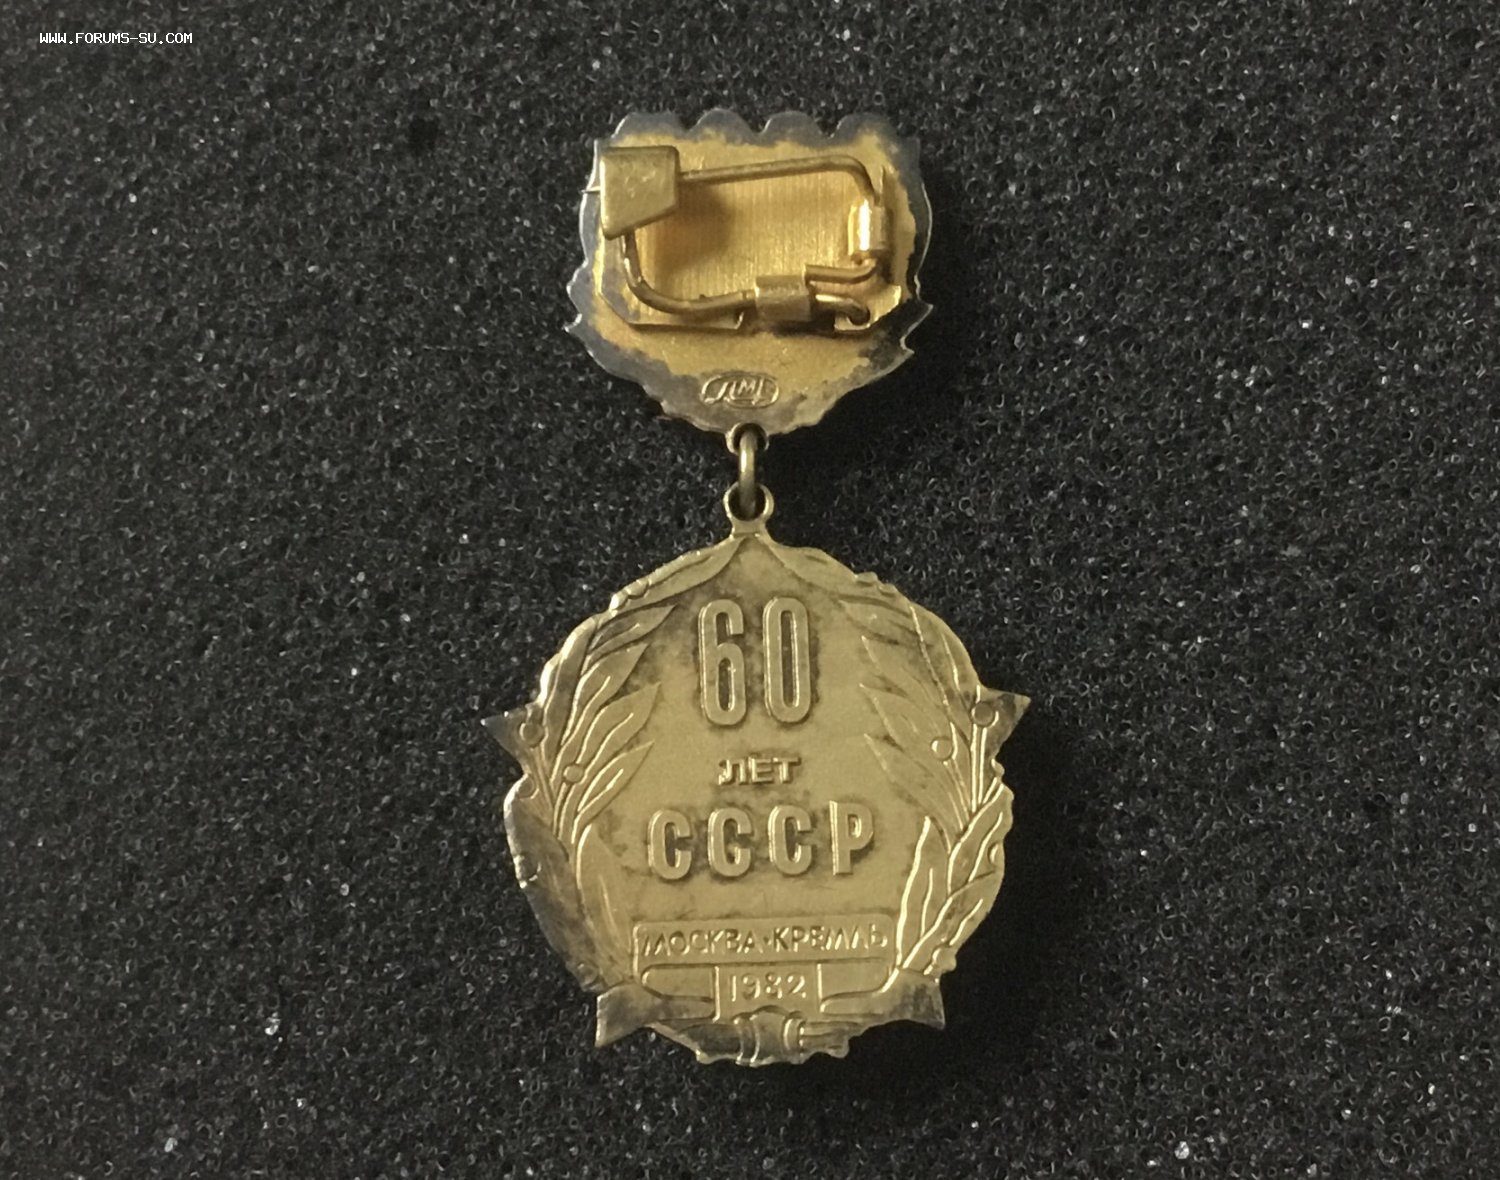 WWW.FORUMS-SU.COM
ЛМД
60
ЛЕТ
СССР
МОСКВА·КРЕМЛЬ
1982